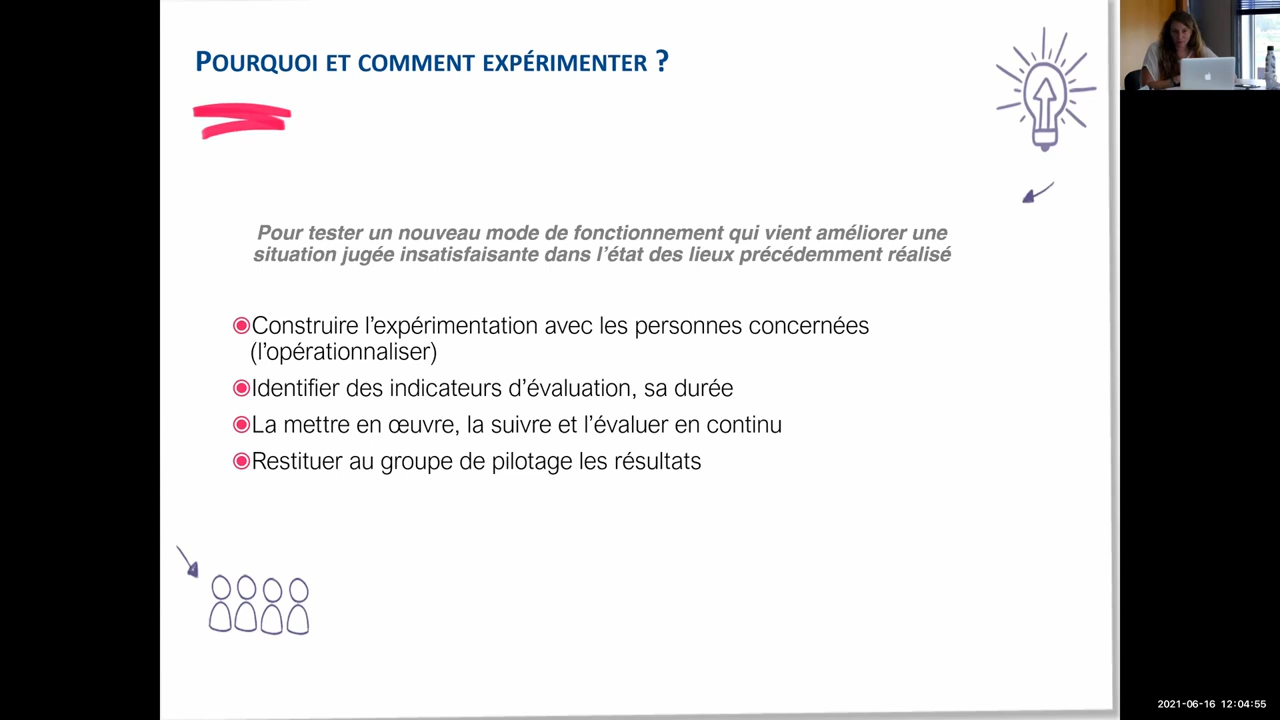 POURQUOI ET COMMENT EXPÉRIMENTER ?
Pour tester un nouveau mode de fonctionnement qui vient améliorer une
situation jugée insatisfaisante dans l'état des lieux précédemment réalisé
Construire l'expérimentation avec les personnes concernées
(l'opérationnaliser)
Identifier des indicateurs d'évaluation, sa durée
La mettre en œuvre, la suivre et l'évaluer en continu
Restituer au groupe de pilotage les résultats
2021-06-16 12:04:55